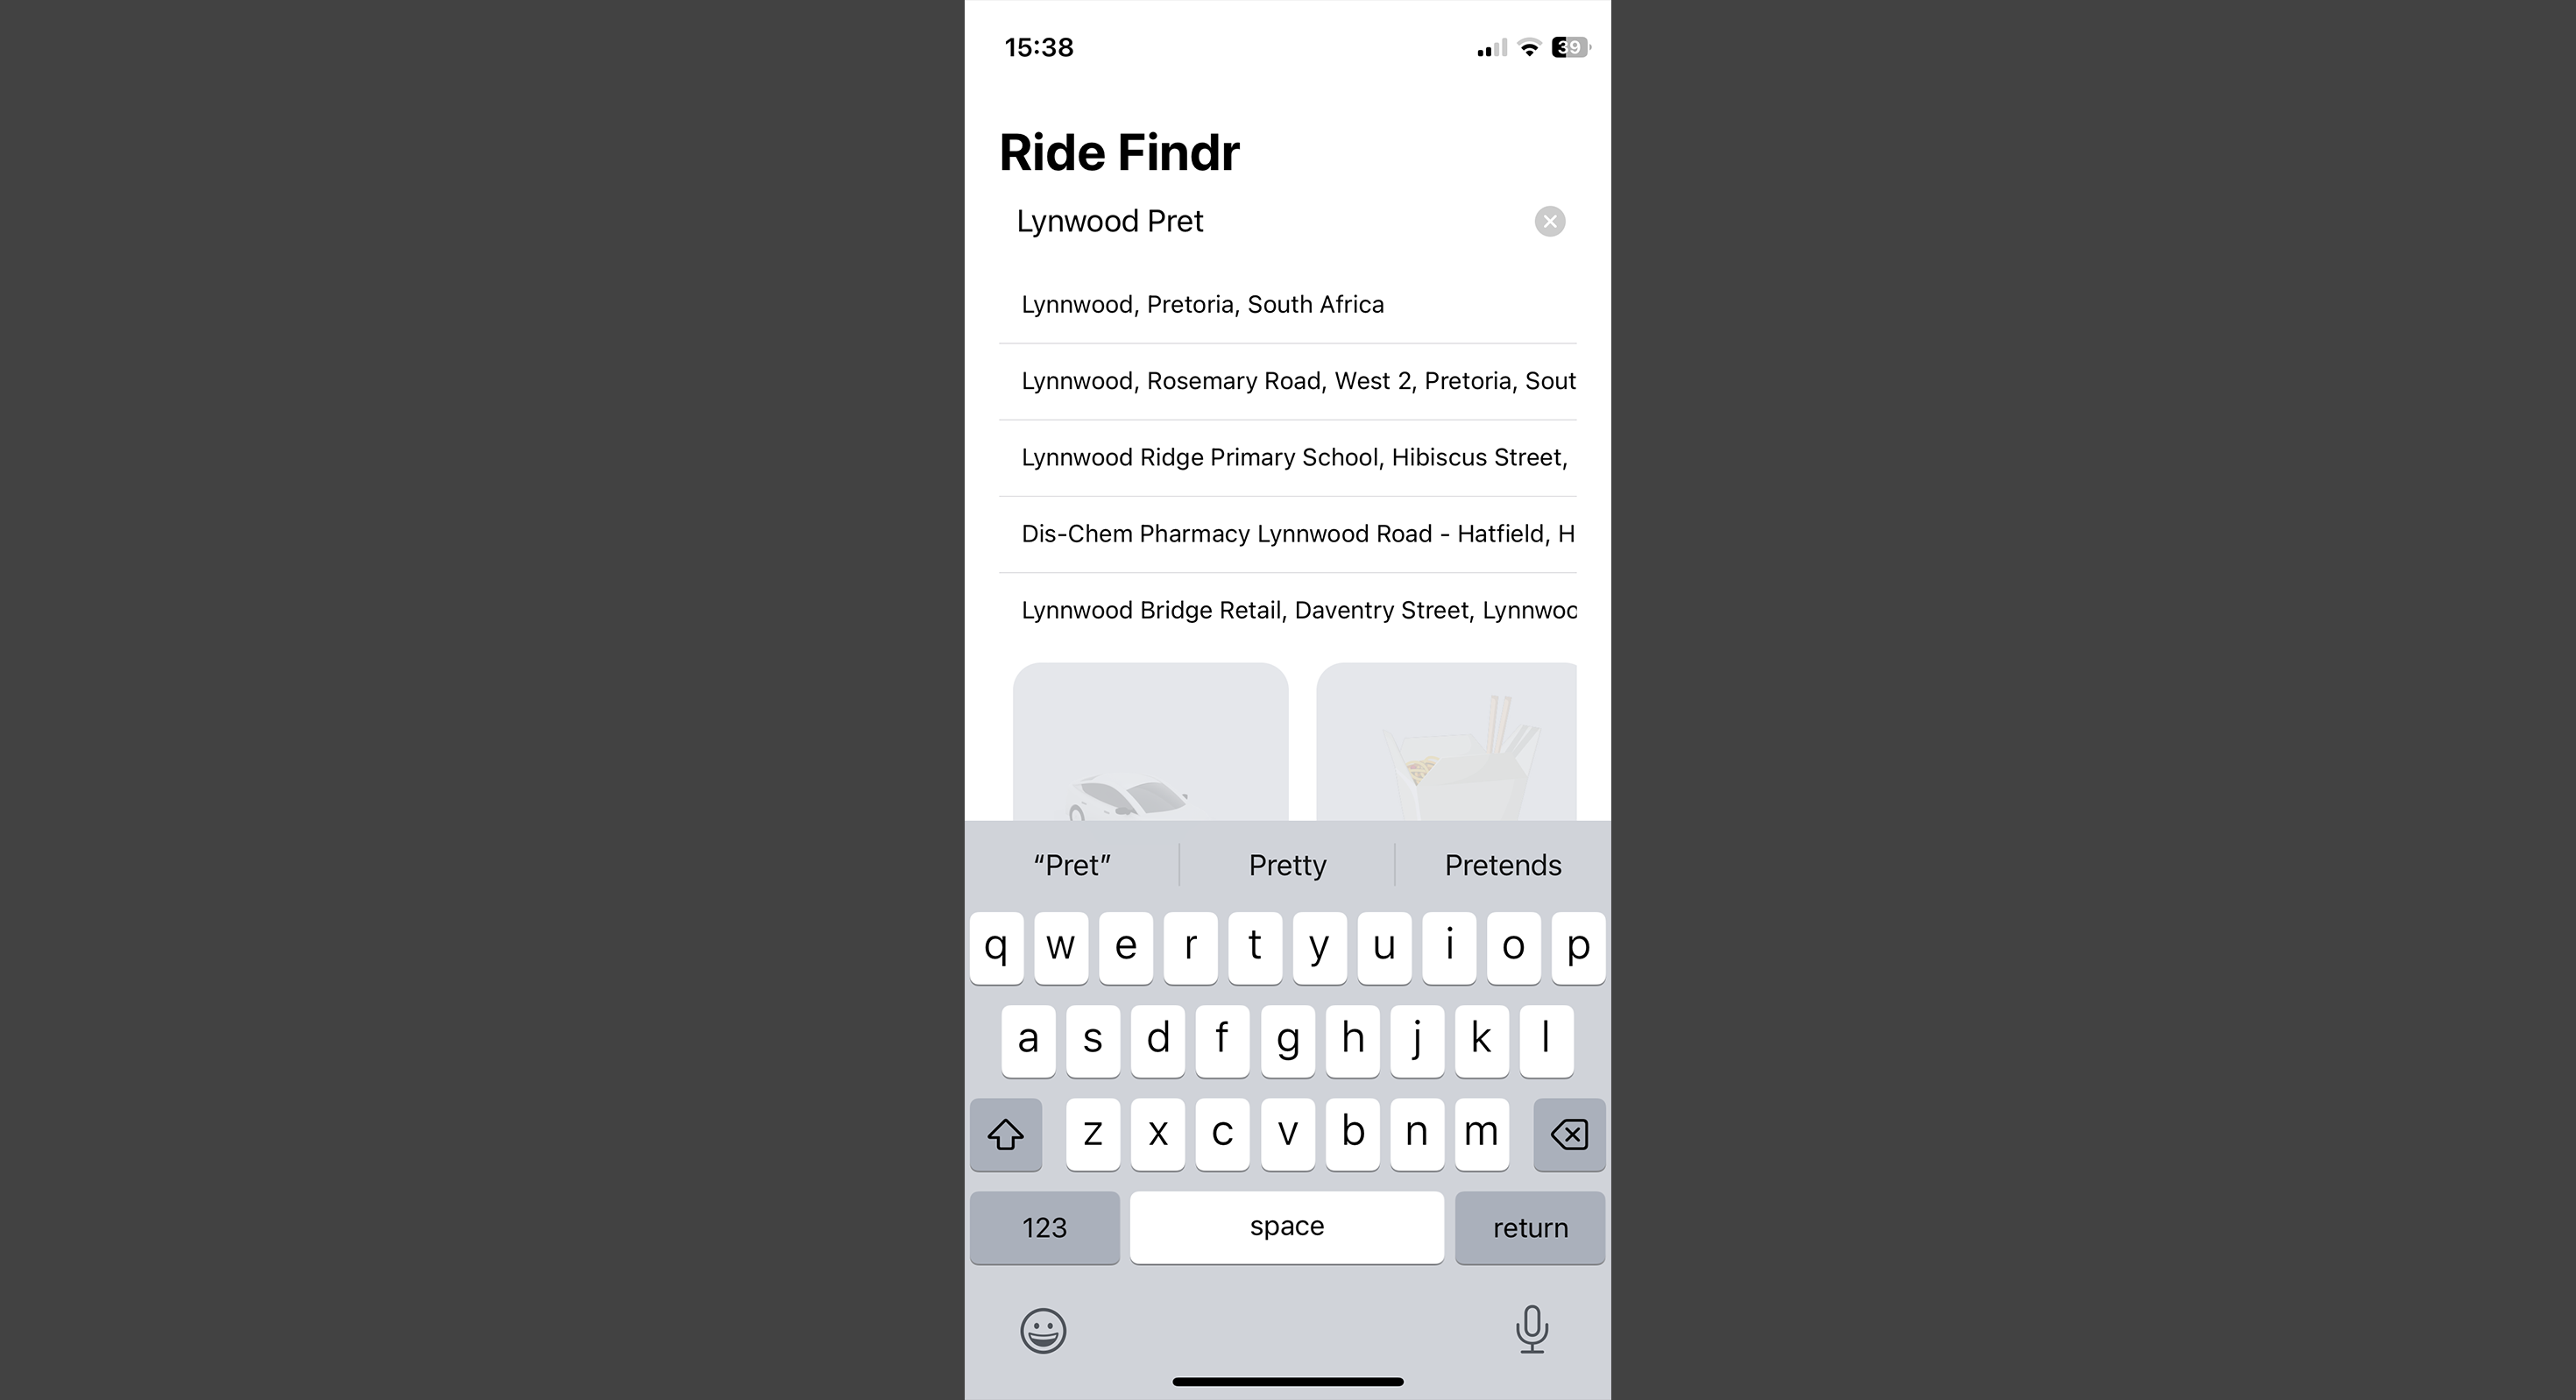 15:38
39
Ride Findr
Lynwood Pret
Lynnwood, Pretoria, South Africa
Lynnwood, Rosemary Road, West 2, Pretoria, Sout
Lynnwood Ridge Primary School, Hibiscus Street,
Dis-Chem Pharmacy Lynnwood Road - Hatfield, H
Lynnwood Bridge Retail, Daventry Street, Lynnwoo
“Pret” Pretty Pretends
q w e r t y u i o p
a s d f g h j k l
z x c v b n m
123 space return